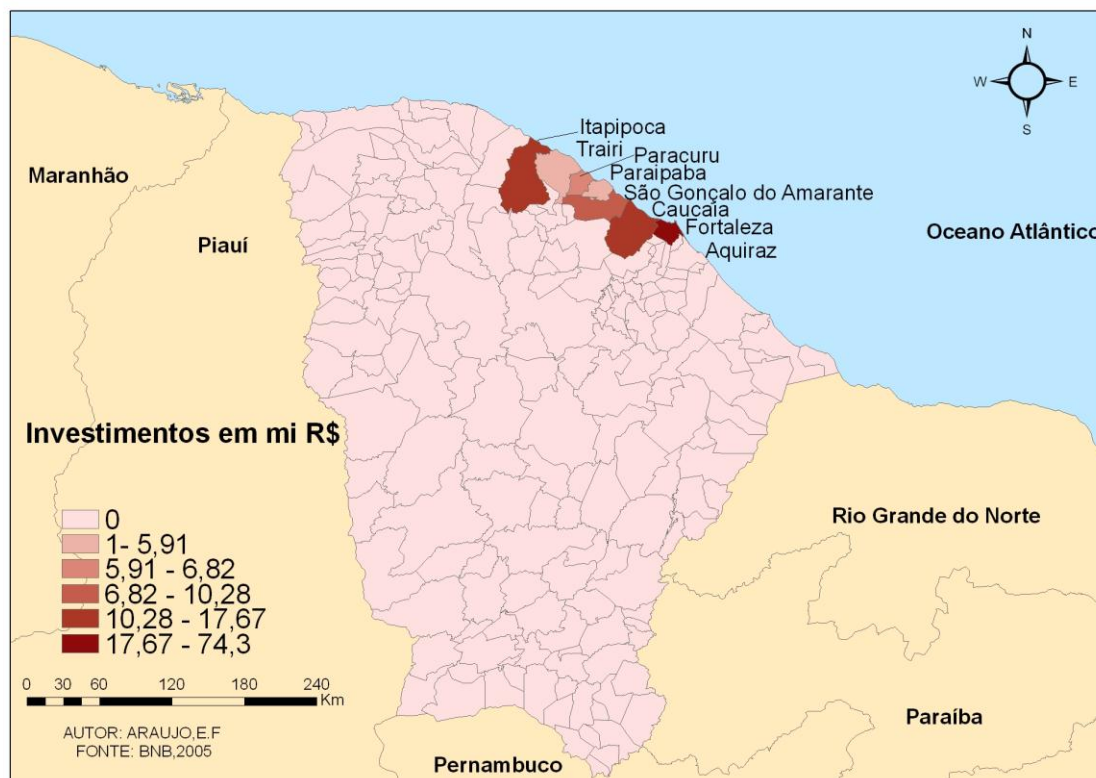 N
W E
S
Itapipoca
Trairi
Paracuru
Paraipaba
São Gonçalo do Amarante
Caucaia
Fortaleza
Aquiraz
Maranhão
Piauí
Oceano Atlântico
Investimentos em mi R$
0
1- 5,91
5,91 - 6,82
6,82 - 10,28
10,28 - 17,67
17,67 - 74,3
0 30 60 120 180 240
Km
AUTOR: ARAUJO,E.F
FONTE: BNB,2005
Rio Grande do Norte
Paraíba
Pernambuco